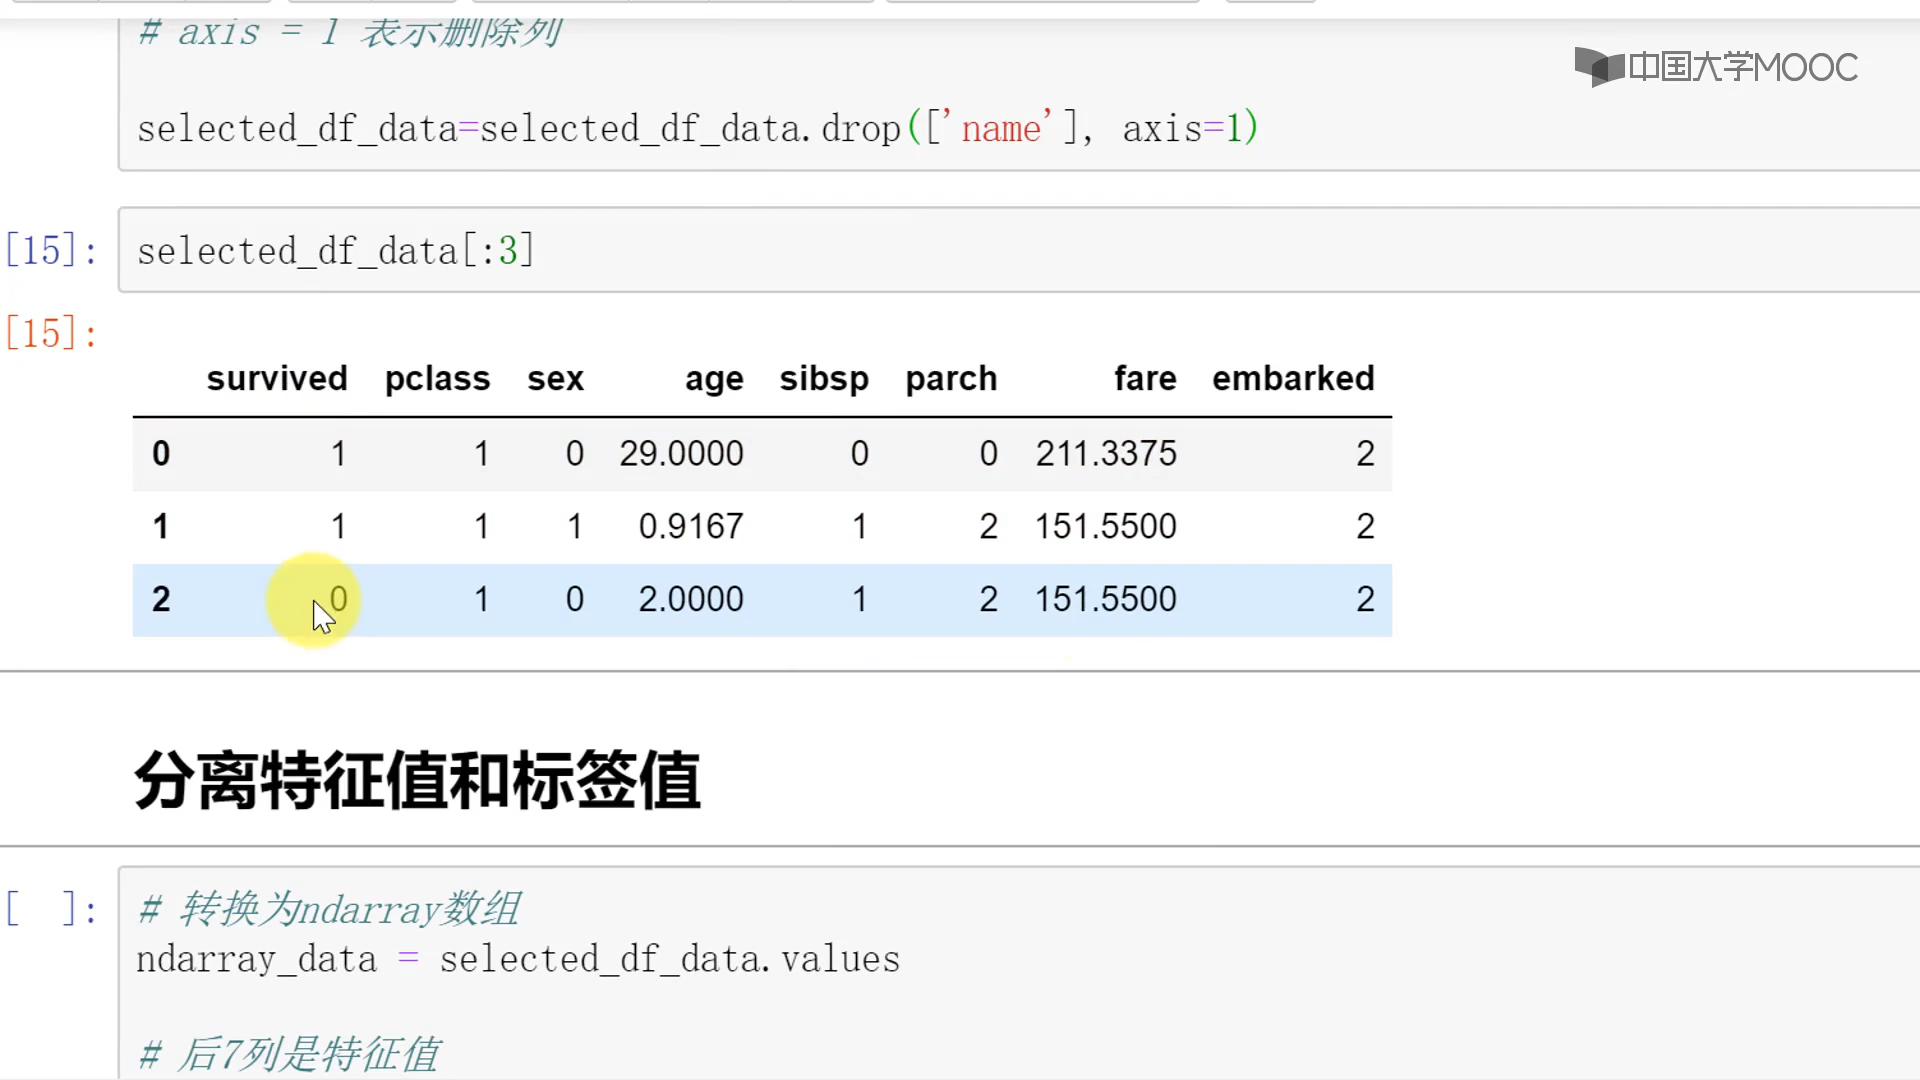 # axis = 1 表示删除列
中国大学MOOC
selected_df_data=selected_df_data.drop(['name'], axis=1)
[15]: selected_df_data[:3]
[15]:
survived pclass sex age sibsp parch fare embarked
0 1 1 0 29.0000 0 0 211.3375 2
1 1 1 1 0.9167 1 2 151.5500 2
2 0 1 0 2.0000 1 2 151.5500 2
分离特征值和标签值
[ ]: # 转换为ndarray数组
ndarray_data = selected_df_data.values
# 后7列是特征值